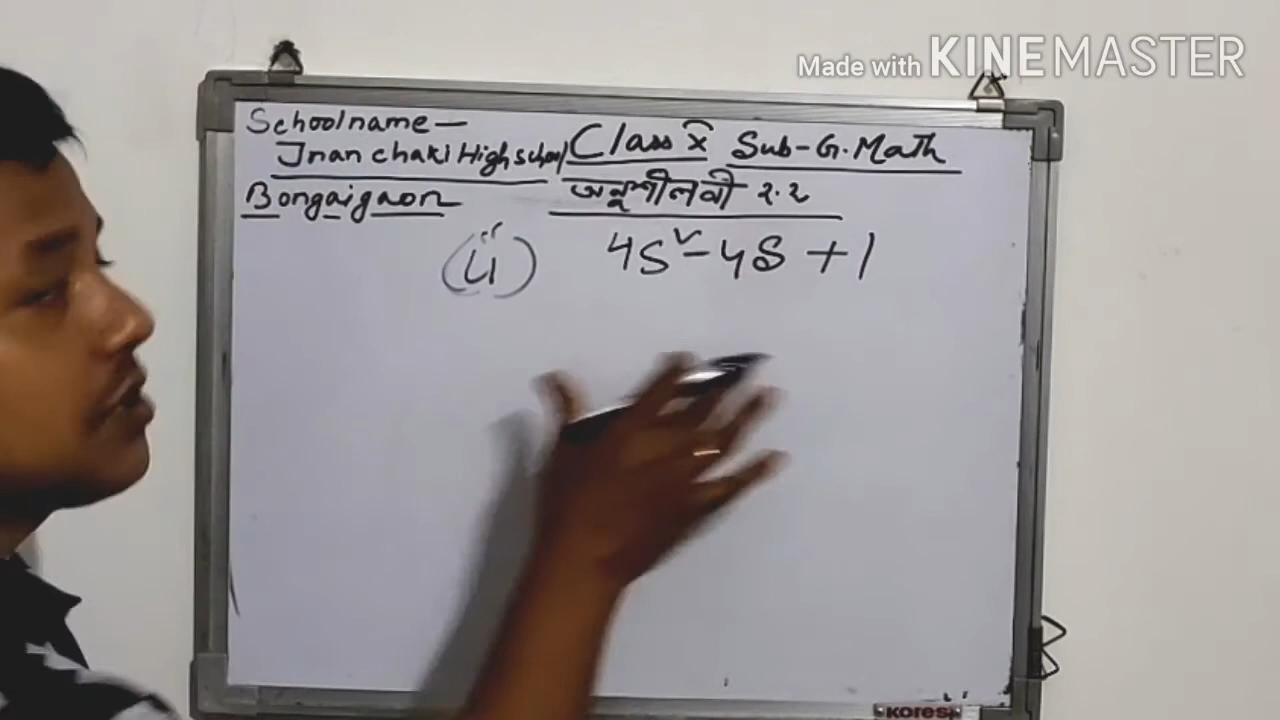 Made with KINEMASTER
School name —
Jnan chaki High school
Bongaigaon
Class X Sub - G. Math
অনুশীলনী ২.২
(ii) 4s² - 4s + 1
Kores